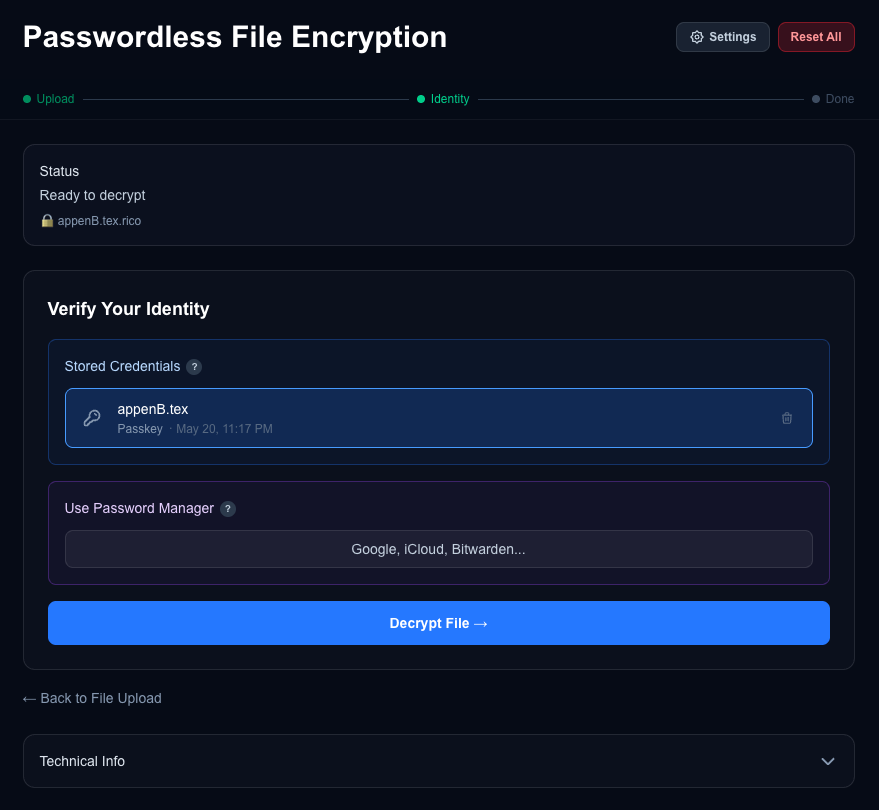 Passwordless File Encryption
Settings
Reset All
Upload
Identity
Done
Status
Ready to decrypt
appenB.tex.rico
Verify Your Identity
Stored Credentials ?
appenB.tex
Passkey · May 20, 11:17 PM
Use Password Manager ?
Google, iCloud, Bitwarden...
Decrypt File →
← Back to File Upload
Technical Info